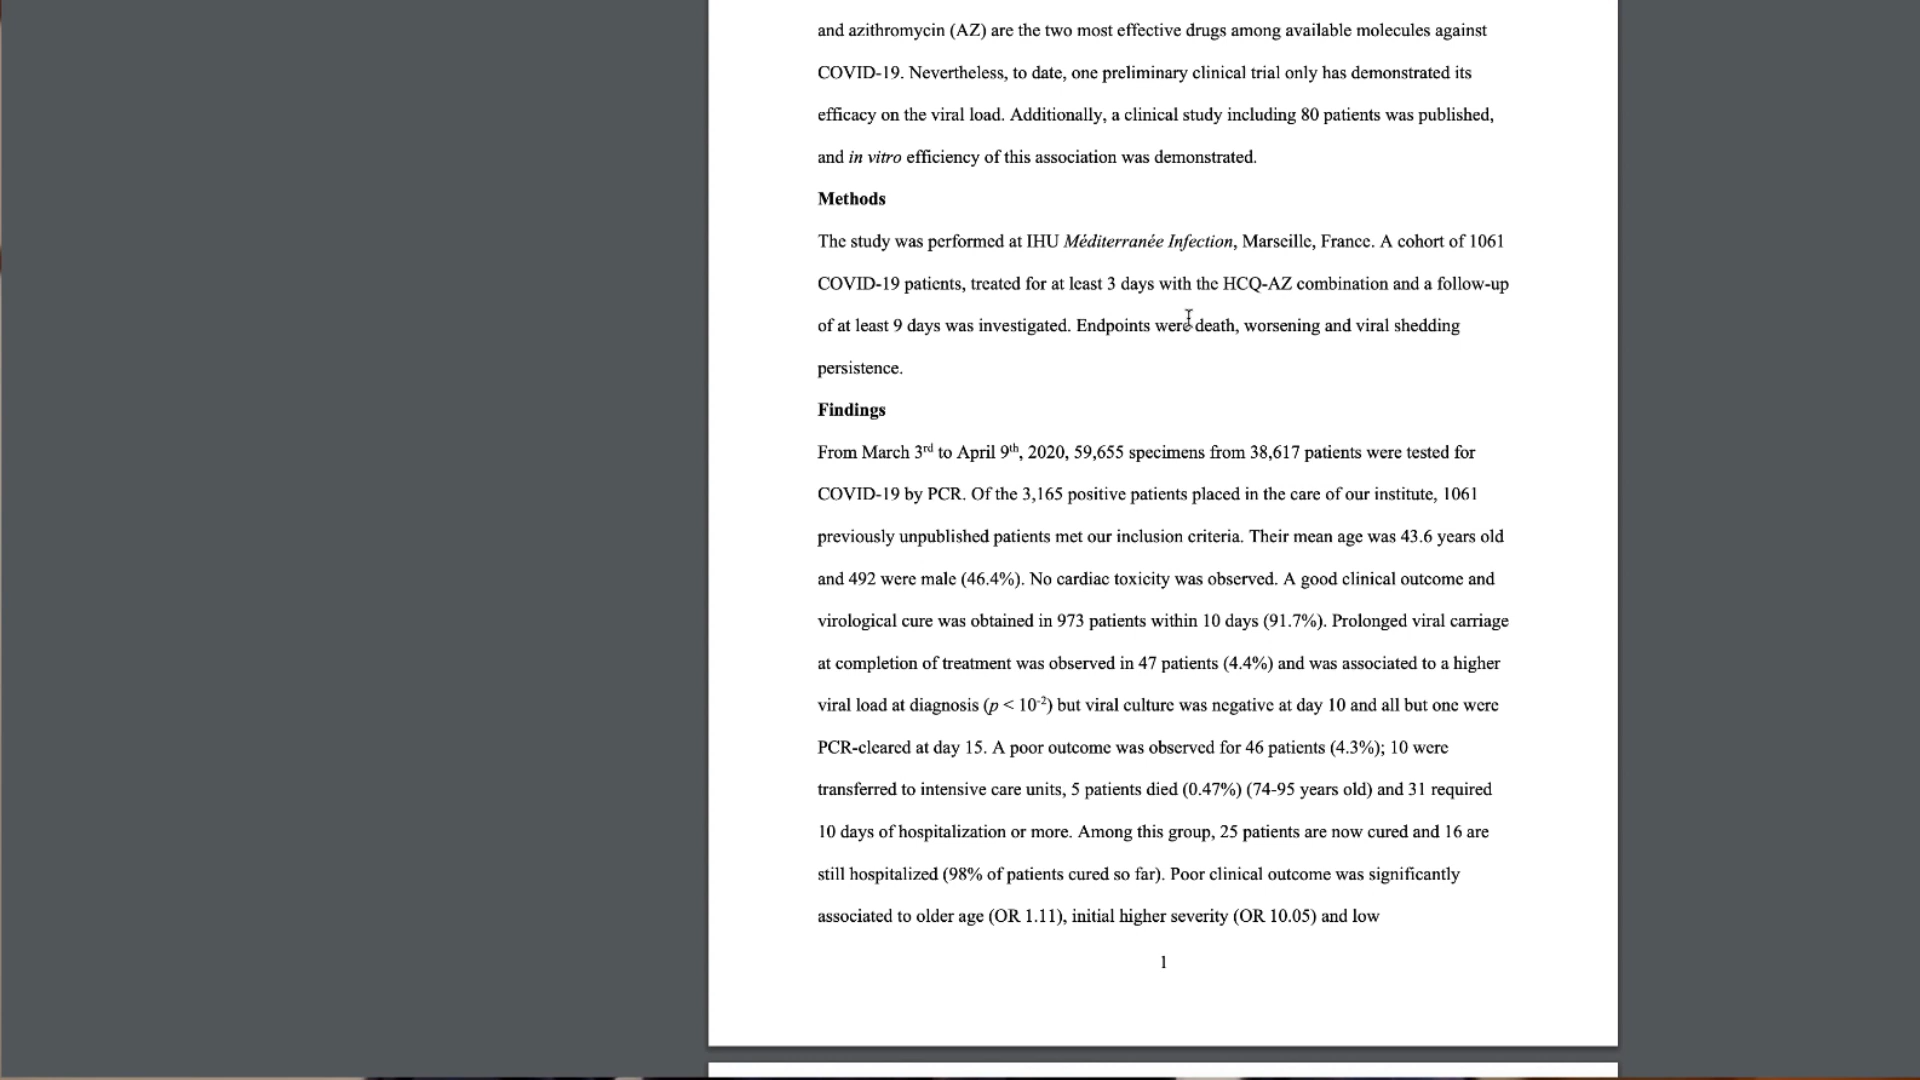 and azithromycin (AZ) are the two most effective drugs among available molecules against
COVID-19. Nevertheless, to date, one preliminary clinical trial only has demonstrated its
efficacy on the viral load. Additionally, a clinical study including 80 patients was published,
and in vitro efficiency of this association was demonstrated.
Methods
The study was performed at IHU Méditerranée Infection, Marseille, France. A cohort of 1061
COVID-19 patients, treated for at least 3 days with the HCQ-AZ combination and a follow-up
of at least 9 days was investigated. Endpoints were death, worsening and viral shedding
persistence.
Findings
From March 3rd to April 9th, 2020, 59,655 specimens from 38,617 patients were tested for
COVID-19 by PCR. Of the 3,165 positive patients placed in the care of our institute, 1061
previously unpublished patients met our inclusion criteria. Their mean age was 43.6 years old
and 492 were male (46.4%). No cardiac toxicity was observed. A good clinical outcome and
virological cure was obtained in 973 patients within 10 days (91.7%). Prolonged viral carriage
at completion of treatment was observed in 47 patients (4.4%) and was associated to a higher
viral load at diagnosis (p < 10⁻²) but viral culture was negative at day 10 and all but one were
PCR-cleared at day 15. A poor outcome was observed for 46 patients (4.3%); 10 were
transferred to intensive care units, 5 patients died (0.47%) (74-95 years old) and 31 required
10 days of hospitalization or more. Among this group, 25 patients are now cured and 16 are
still hospitalized (98% of patients cured so far). Poor clinical outcome was significantly
associated to older age (OR 1.11), initial higher severity (OR 10.05) and low
1